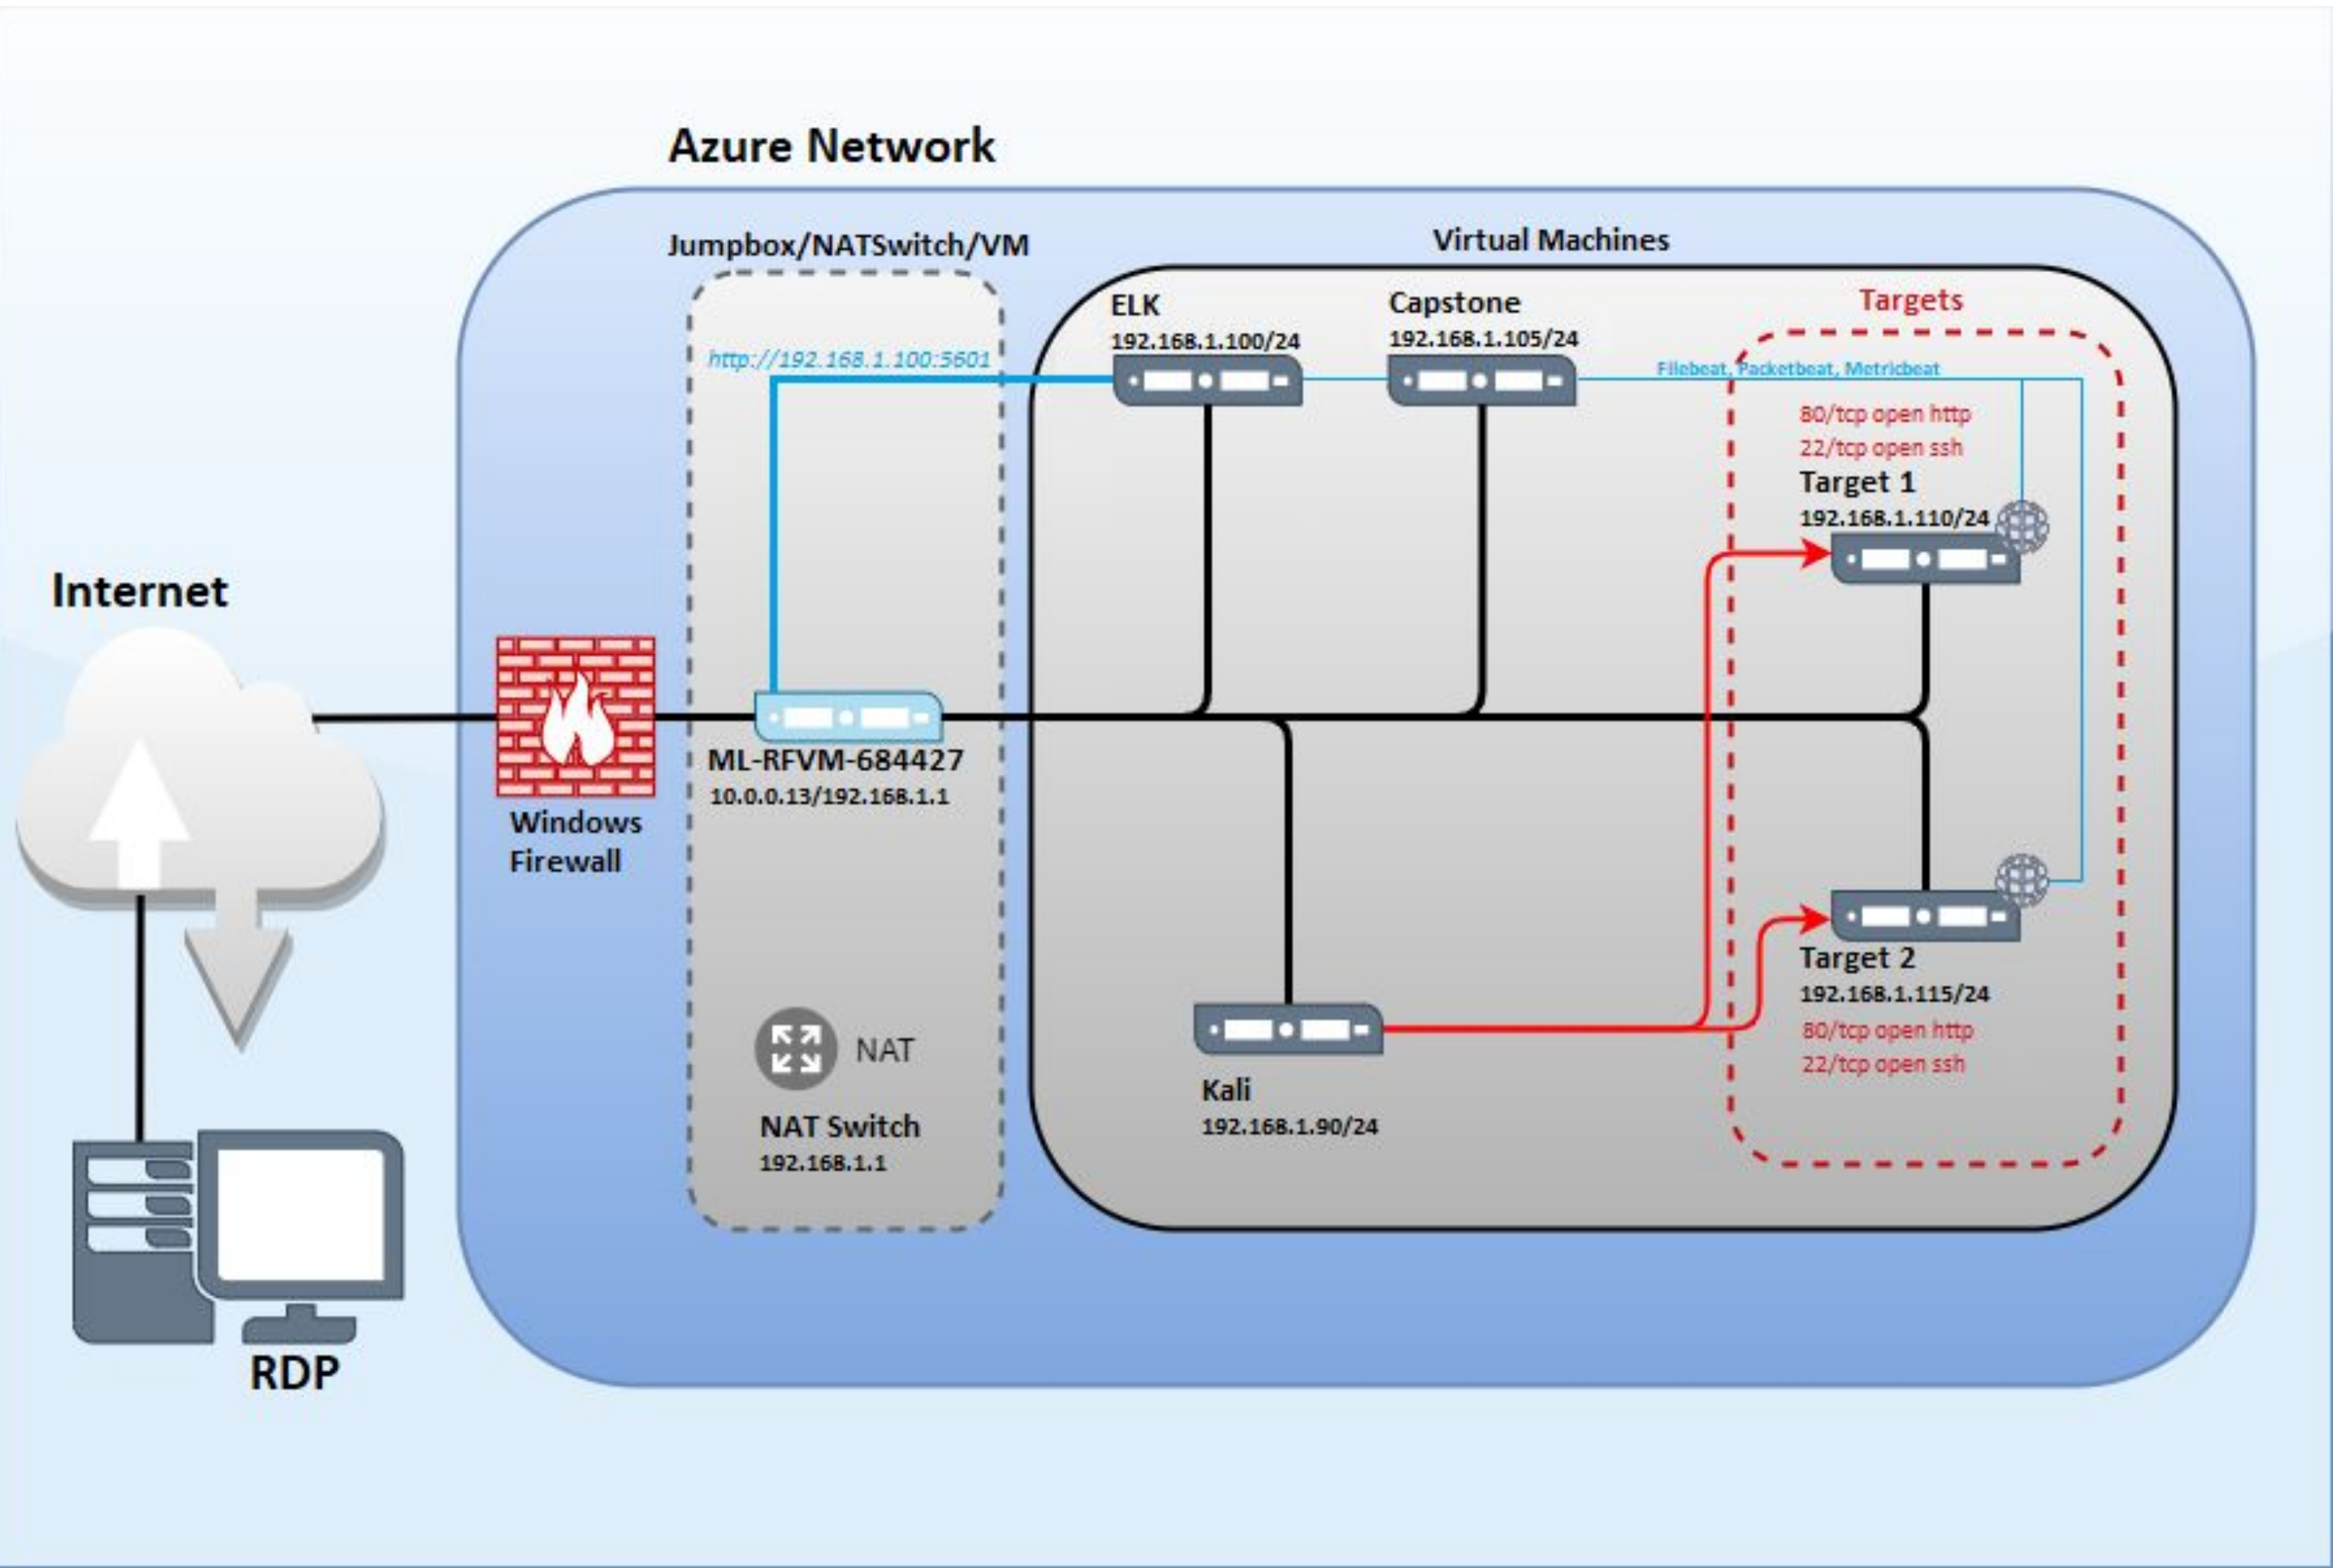 Azure Network
Jumpbox/NATSwitch/VM
Virtual Machines
ELK
192.168.1.100/24
Capstone
192.168.1.105/24
Targets
http://192.168.1.100:5601
Filebeat, Packetbeat, Metricbeat
80/tcp open http
22/tcp open ssh
Target 1
192.168.1.110/24
Internet
Windows
Firewall
ML-RFVM-684427
10.0.0.13/192.168.1.1
Target 2
192.168.1.115/24
80/tcp open http
22/tcp open ssh
NAT
NAT Switch
192.168.1.1
Kali
192.168.1.90/24
RDP